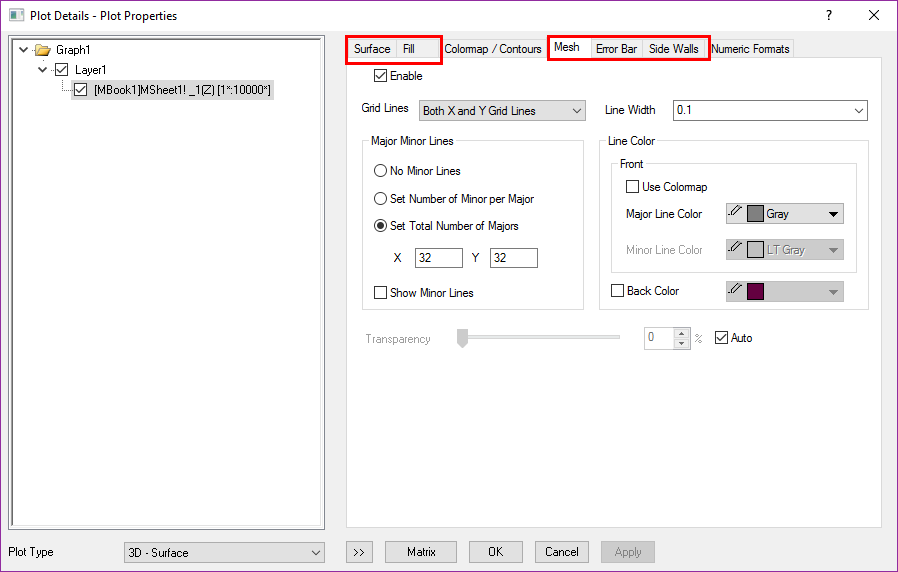 Plot Details - Plot Properties
?
Graph1
Layer1
[MBook1]MSheet1! _1(Z) [1*:10000*]
Surface Fill Colormap / Contours Mesh Error Bar Side Walls Numeric Formats
Enable
Grid Lines Both X and Y Grid Lines Line Width 0.1
Major Minor Lines
No Minor Lines
Set Number of Minor per Major
Set Total Number of Majors
X 32 Y 32
Show Minor Lines
Line Color
Front
Use Colormap
Major Line Color Gray
Minor Line Color LT Gray
Back Color
Transparency 0 % Auto
Plot Type 3D - Surface >> Matrix OK Cancel Apply